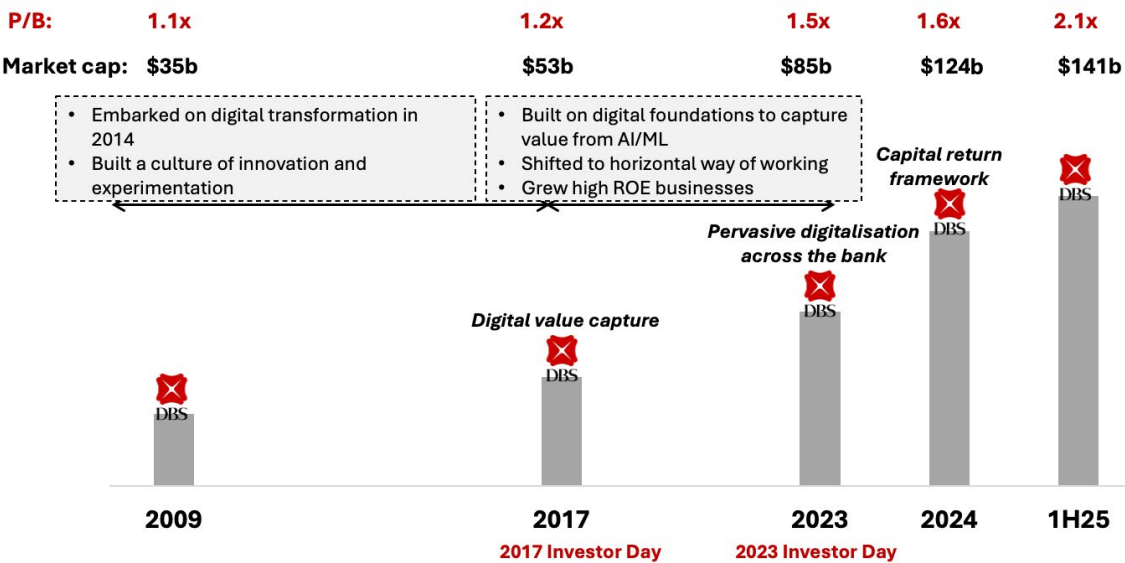 P/B: 1.1x 1.2x 1.5x 1.6x 2.1x
Market cap: $35b $53b $85b $124b $141b
• Embarked on digital transformation in
2014
• Built a culture of innovation and
experimentation
• Built on digital foundations to capture
value from AI/ML
• Shifted to horizontal way of working
• Grew high ROE businesses
Capital return
framework
DBS
DBS
Pervasive digitalisation
across the bank
DBS
Digital value capture
DBS
DBS
2009 2017 2023 2024 1H25
2017 Investor Day 2023 Investor Day